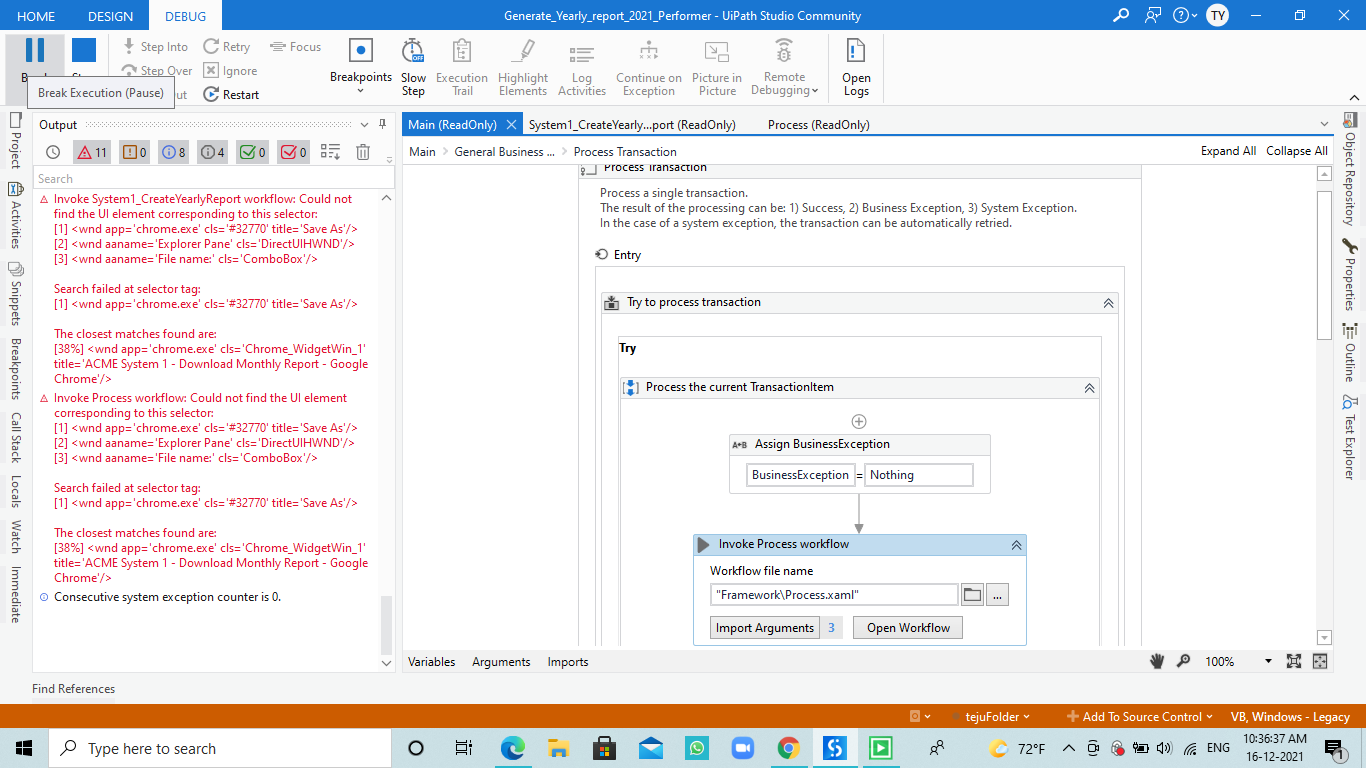 HOME DESIGN DEBUG Generate_Yearly_report_2021_Performer - UiPath Studio Community TY
Step Into Retry Focus
Step Over Ignore
Restart
Break Execution (Pause)
Breakpoints Slow Step Execution Trail Highlight Elements Log Activities Continue on Exception Picture in Picture Remote Debugging Open Logs
Output
11 0 8 4 0 0
Search
Invoke System1_CreateYearlyReport workflow: Could not
find the UI element corresponding to this selector:
[1] <wnd app='chrome.exe' cls='#32770' title='Save As'/>
[2] <wnd aaname='Explorer Pane' cls='DirectUIHWND'/>
[3] <wnd aaname='File name:' cls='ComboBox'/>
Search failed at selector tag:
[1] <wnd app='chrome.exe' cls='#32770' title='Save As'/>
The closest matches found are:
[38%] <wnd app='chrome.exe' cls='Chrome_WidgetWin_1'
title='ACME System 1 - Download Monthly Report - Google
Chrome'/>
Invoke Process workflow: Could not find the UI element
corresponding to this selector:
[1] <wnd app='chrome.exe' cls='#32770' title='Save As'/>
[2] <wnd aaname='Explorer Pane' cls='DirectUIHWND'/>
[3] <wnd aaname='File name:' cls='ComboBox'/>
Search failed at selector tag:
[1] <wnd app='chrome.exe' cls='#32770' title='Save As'/>
The closest matches found are:
[38%] <wnd app='chrome.exe' cls='Chrome_WidgetWin_1'
title='ACME System 1 - Download Monthly Report - Google
Chrome'/>
Consecutive system exception counter is 0.
Find References
Project
Activities
Snippets
Breakpoints
Call Stack
Locals
Watch
Immediate
Main (ReadOnly) System1_CreateYearly...port (ReadOnly) Process (ReadOnly)
Main General Business ... Process Transaction Expand All Collapse All
Process Transaction
Process a single transaction.
The result of the processing can be: 1) Success, 2) Business Exception, 3) System Exception.
In the case of a system exception, the transaction can be automatically retried.
Entry
Try to process transaction
Try
Process the current TransactionItem
A+B Assign BusinessException
BusinessException = Nothing
Invoke Process workflow
Workflow file name
"Framework\Process.xaml" ...
Import Arguments 3 Open Workflow
Variables Arguments Imports 100%
Object Repository
Properties
Outline
Test Explorer
tejuFolder Add To Source Control VB, Windows - Legacy
Type here to search 72°F ENG 10:36:37 AM
16-12-2021 1